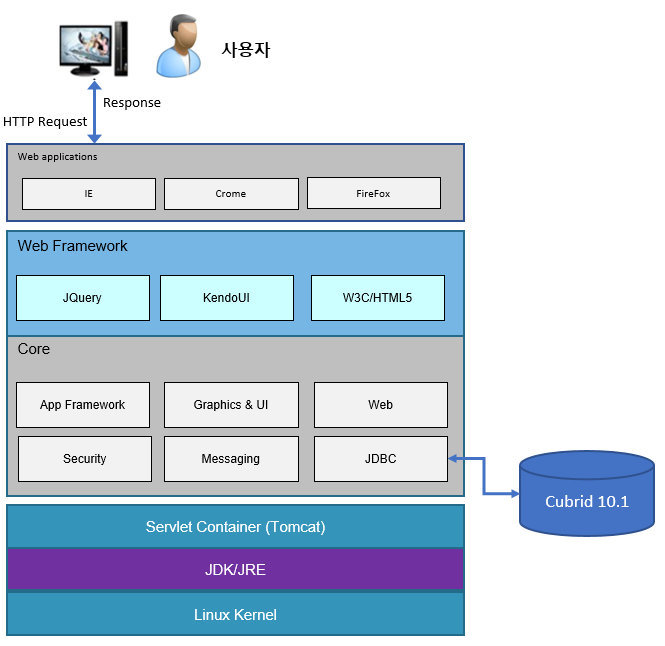 사용자
Response
HTTP Request
Web applications
IE
Crome
FireFox
Web Framework
JQuery
KendoUI
W3C/HTML5
Core
App Framework
Graphics & UI
Web
Security
Messaging
JDBC
Cubrid 10.1
Servlet Container (Tomcat)
JDK/JRE
Linux Kernel